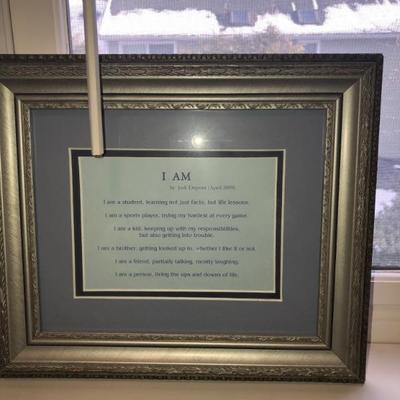 I AM
by Josh (April 2009)
I am a student, learning not just facts, but life lessons.
I am a sports player, trying my hardest at every game.
I am a kid, keeping up with my responsibilities,
but also getting into trouble.
I am a brother, getting looked up to, whether I like it or not.
I am a friend, partially talking, mostly laughing.
I am a person, living the ups and downs of life.